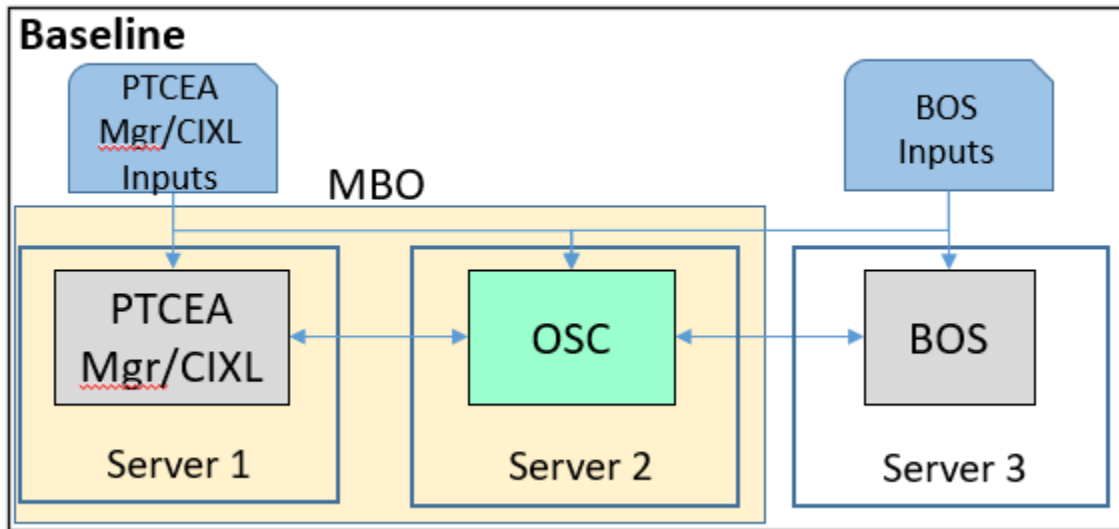 Baseline
PTCEA
Mgr/CIXL
Inputs
BOS
Inputs
MBO
PTCEA
Mgr/CIXL
OSC
BOS
Server 1
Server 2
Server 3